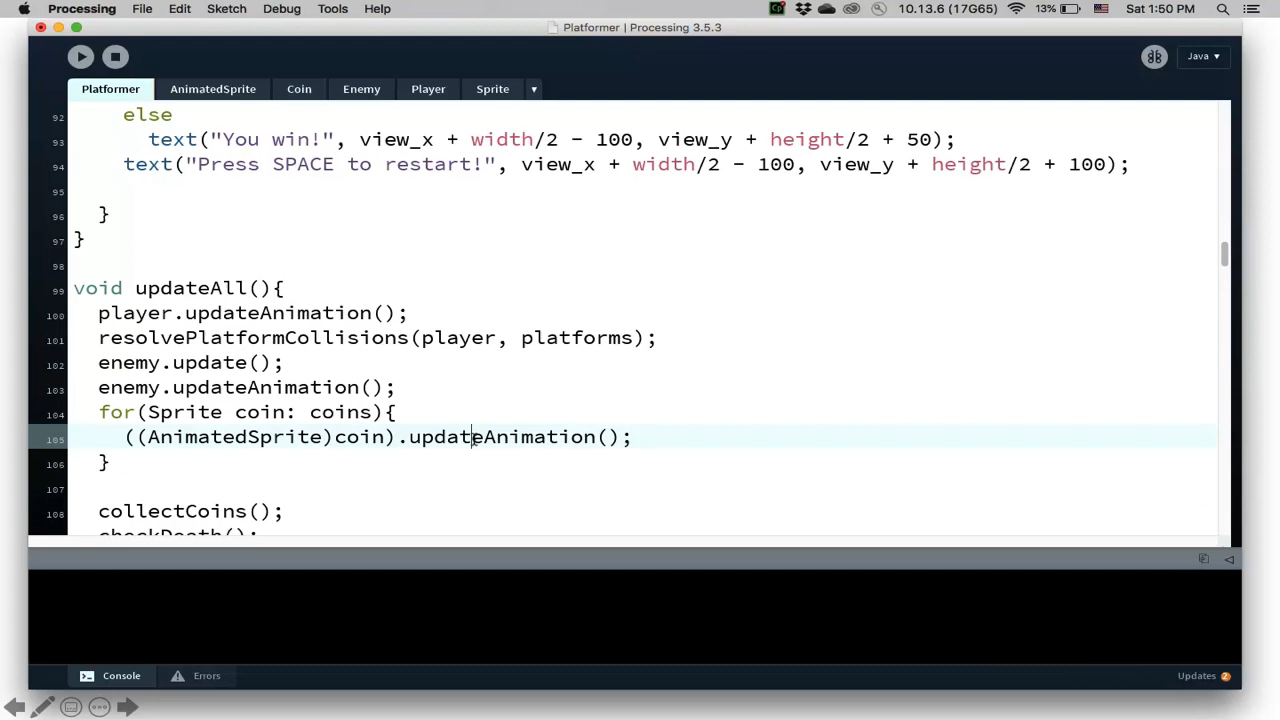 Processing File Edit Sketch Debug Tools Help 10.13.6 (17G65) 13% Sat 1:50 PM
Platformer | Processing 3.5.3
Java
Platformer AnimatedSprite Coin Enemy Player Sprite
92 else
93 text("You win!", view_x + width/2 - 100, view_y + height/2 + 50);
94 text("Press SPACE to restart!", view_x + width/2 - 100, view_y + height/2 + 100);
95
96 }
97 }
98
99 void updateAll(){
100 player.updateAnimation();
101 resolvePlatformCollisions(player, platforms);
102 enemy.update();
103 enemy.updateAnimation();
104 for(Sprite coin: coins){
105 ((AnimatedSprite)coin).updateAnimation();
106 }
107
108 collectCoins();
checkDeath();
Console Errors Updates 2